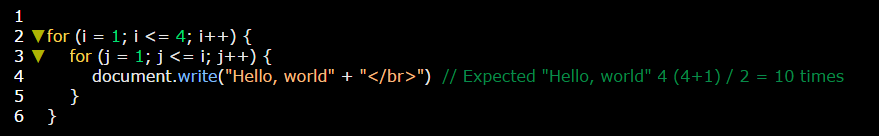 1
2 ▼for (i = 1; i <= 4; i++) {
3 ▼    for (j = 1; j <= i; j++) {
4          document.write("Hello, world" + "</br>")  // Expected "Hello, world" 4 (4+1) / 2 = 10 times
5      }
6  }